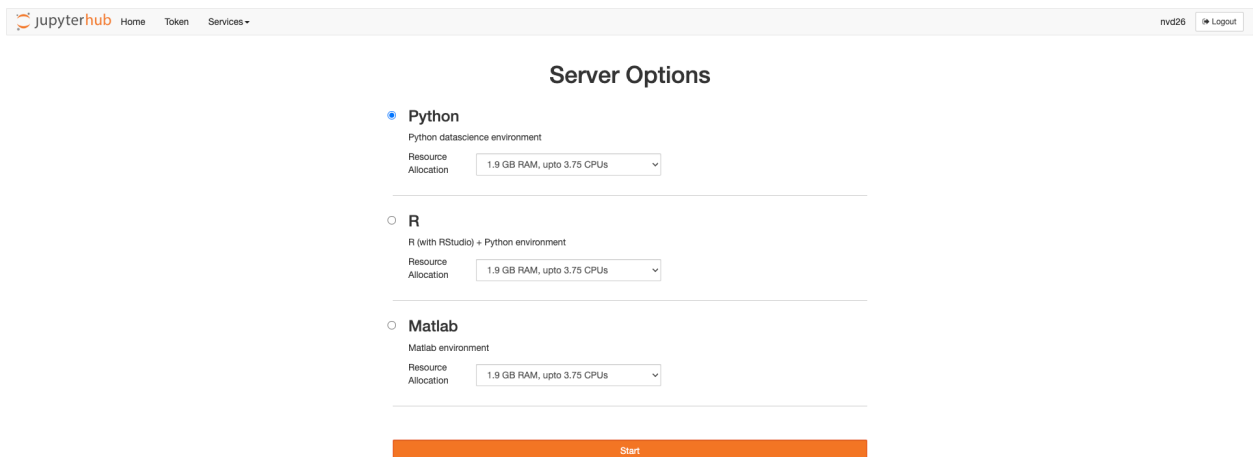 jupyterhub Home Token Services nvd26 Logout
Server Options
Python
Python datascience environment
Resource
Allocation
1.9 GB RAM, upto 3.75 CPUs
R
R (with RStudio) + Python environment
Resource
Allocation
1.9 GB RAM, upto 3.75 CPUs
Matlab
Matlab environment
Resource
Allocation
1.9 GB RAM, upto 3.75 CPUs
Start